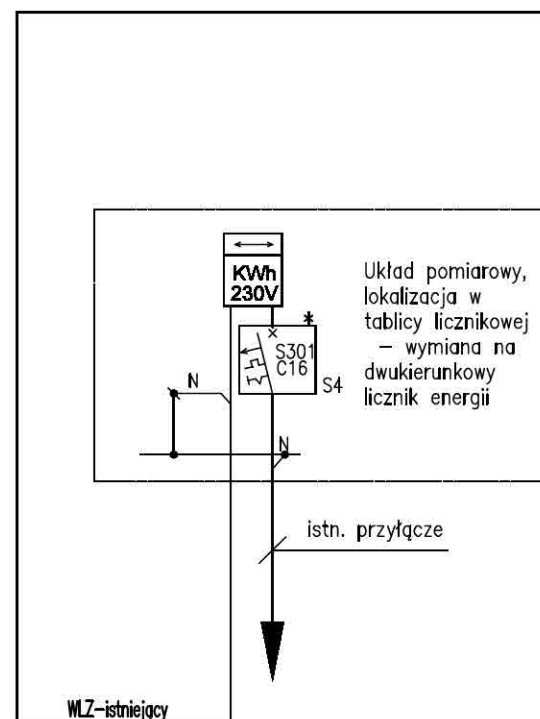 KWh
230V
*
S301
C16
S4
Układ pomiarowy,
lokalizacja w
tablicy licznikowej
– wymiana na
dwukierunkowy
licznik energii
N
N
istn. przyłącze
WLZ-istniejący